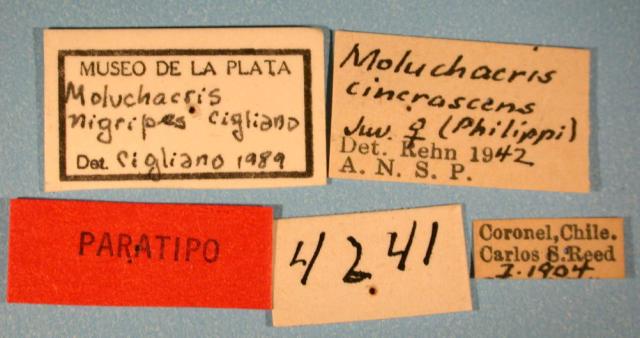 MUSEO DE LA PLATA
Moluchacris
nigripes Cigliano
Det. Cigliano 1989
Moluchacris
cinerascens
Juv. ♀ (Philippi)
Det. Rehn 1942
A. N. S. P.
PARATIPO
4241
Coronel, Chile.
Carlos S. Reed
I. 1904